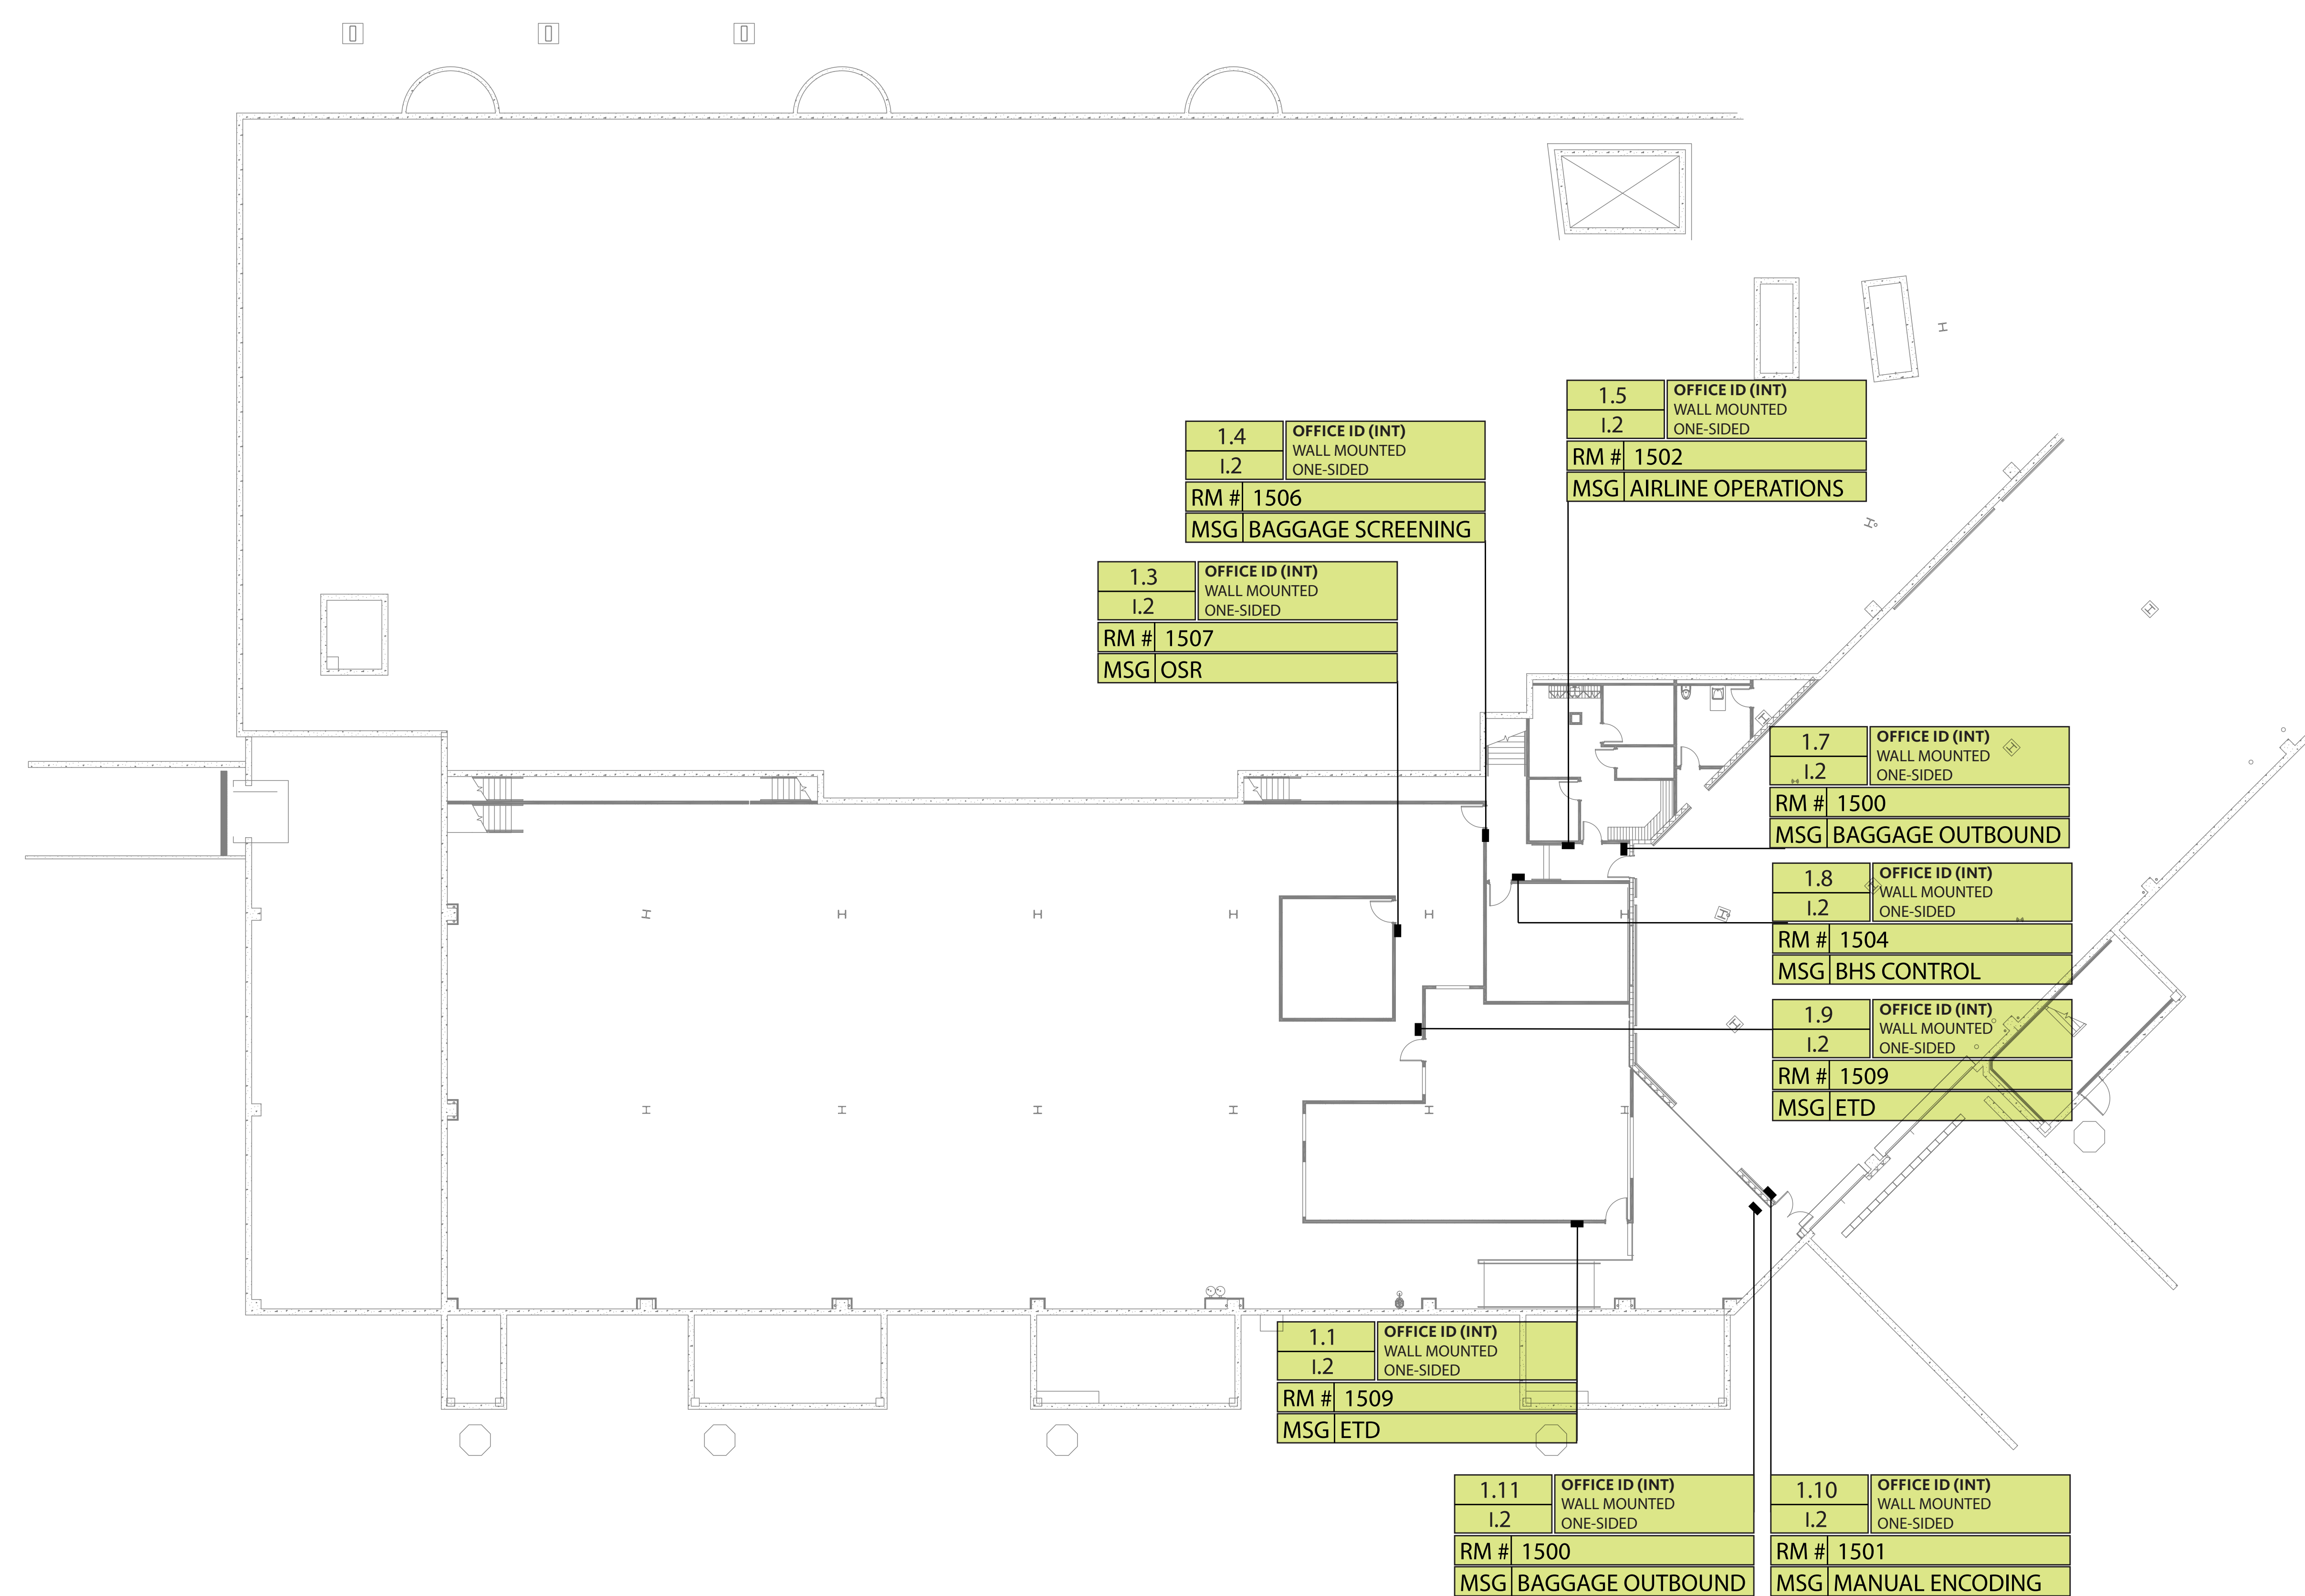 1.5
I.2
OFFICE ID (INT)
WALL MOUNTED
ONE-SIDED
RM # 1502
MSG AIRLINE OPERATIONS
1.4
I.2
OFFICE ID (INT)
WALL MOUNTED
ONE-SIDED
RM # 1506
MSG BAGGAGE SCREENING
1.3
I.2
OFFICE ID (INT)
WALL MOUNTED
ONE-SIDED
RM # 1507
MSG OSR
1.7
I.2
OFFICE ID (INT)
WALL MOUNTED
ONE-SIDED
RM # 1500
MSG BAGGAGE OUTBOUND
1.8
I.2
OFFICE ID (INT)
WALL MOUNTED
ONE-SIDED
RM # 1504
MSG BHS CONTROL
1.9
I.2
OFFICE ID (INT)
WALL MOUNTED
ONE-SIDED
RM # 1509
MSG ETD
1.1
I.2
OFFICE ID (INT)
WALL MOUNTED
ONE-SIDED
RM # 1509
MSG ETD
1.11
I.2
OFFICE ID (INT)
WALL MOUNTED
ONE-SIDED
RM # 1500
MSG BAGGAGE OUTBOUND
1.10
I.2
OFFICE ID (INT)
WALL MOUNTED
ONE-SIDED
RM # 1501
MSG MANUAL ENCODING